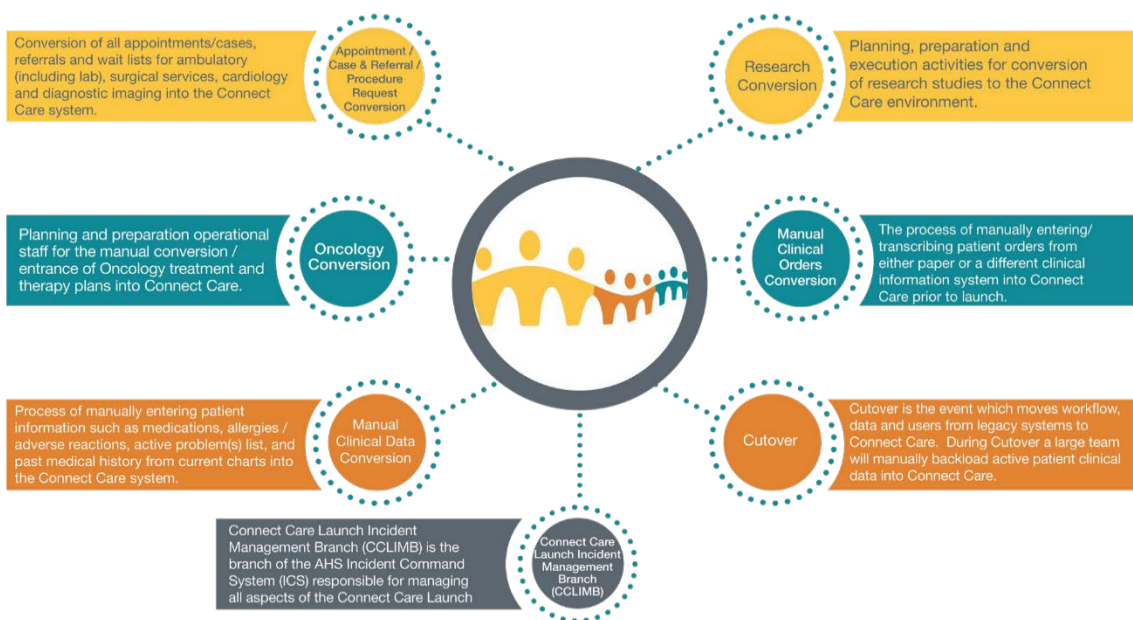 Conversion of all appointments/cases,
referrals and wait lists for ambulatory
(including lab), surgical services, cardiology
and diagnostic imaging into the Connect
Care system.
Appointment /
Case & Referral /
Procedure
Request
Conversion
Research
Conversion
Planning, preparation and
execution activities for conversion
of research studies to the Connect
Care environment.
Planning and preparation operational
staff for the manual conversion /
entrance of Oncology treatment and
therapy plans into Connect Care.
Oncology
Conversion
Manual
Clinical
Orders
Conversion
The process of manually entering/
transcribing patient orders from
either paper or a different clinical
information system into Connect
Care prior to launch.
Process of manually entering patient
information such as medications, allergies /
adverse reactions, active problem(s) list, and
past medical history from current charts into
the Connect Care system.
Manual
Clinical Data
Conversion
Cutover
Cutover is the event which moves workflow,
data and users from legacy systems to
Connect Care. During Cutover a large team
will manually backload active patient clinical
data into Connect Care.
Connect Care Launch Incident
Management Branch (CCLIMB) is the
branch of the AHS Incident Command
System (ICS) responsible for managing
all aspects of the Connect Care Launch
Connect Care
Launch Incident
Management
Branch
(CCLIMB)